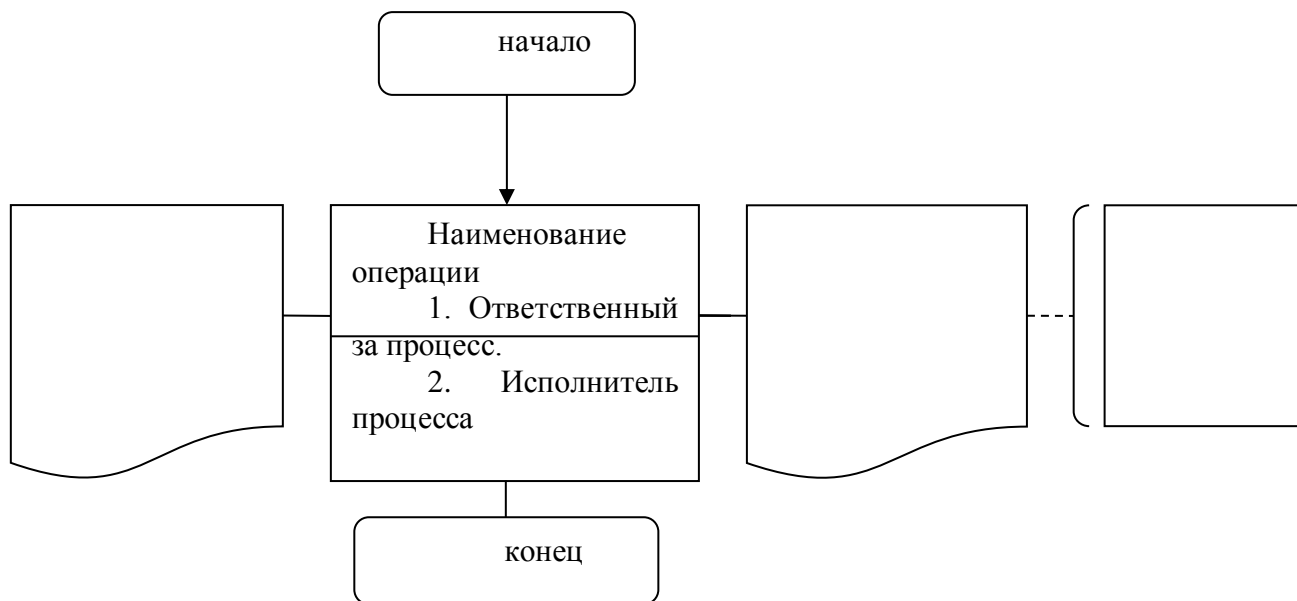 начало
Наименование
операции
1. Ответственный
за процесс.
2. Исполнитель
процесса
конец